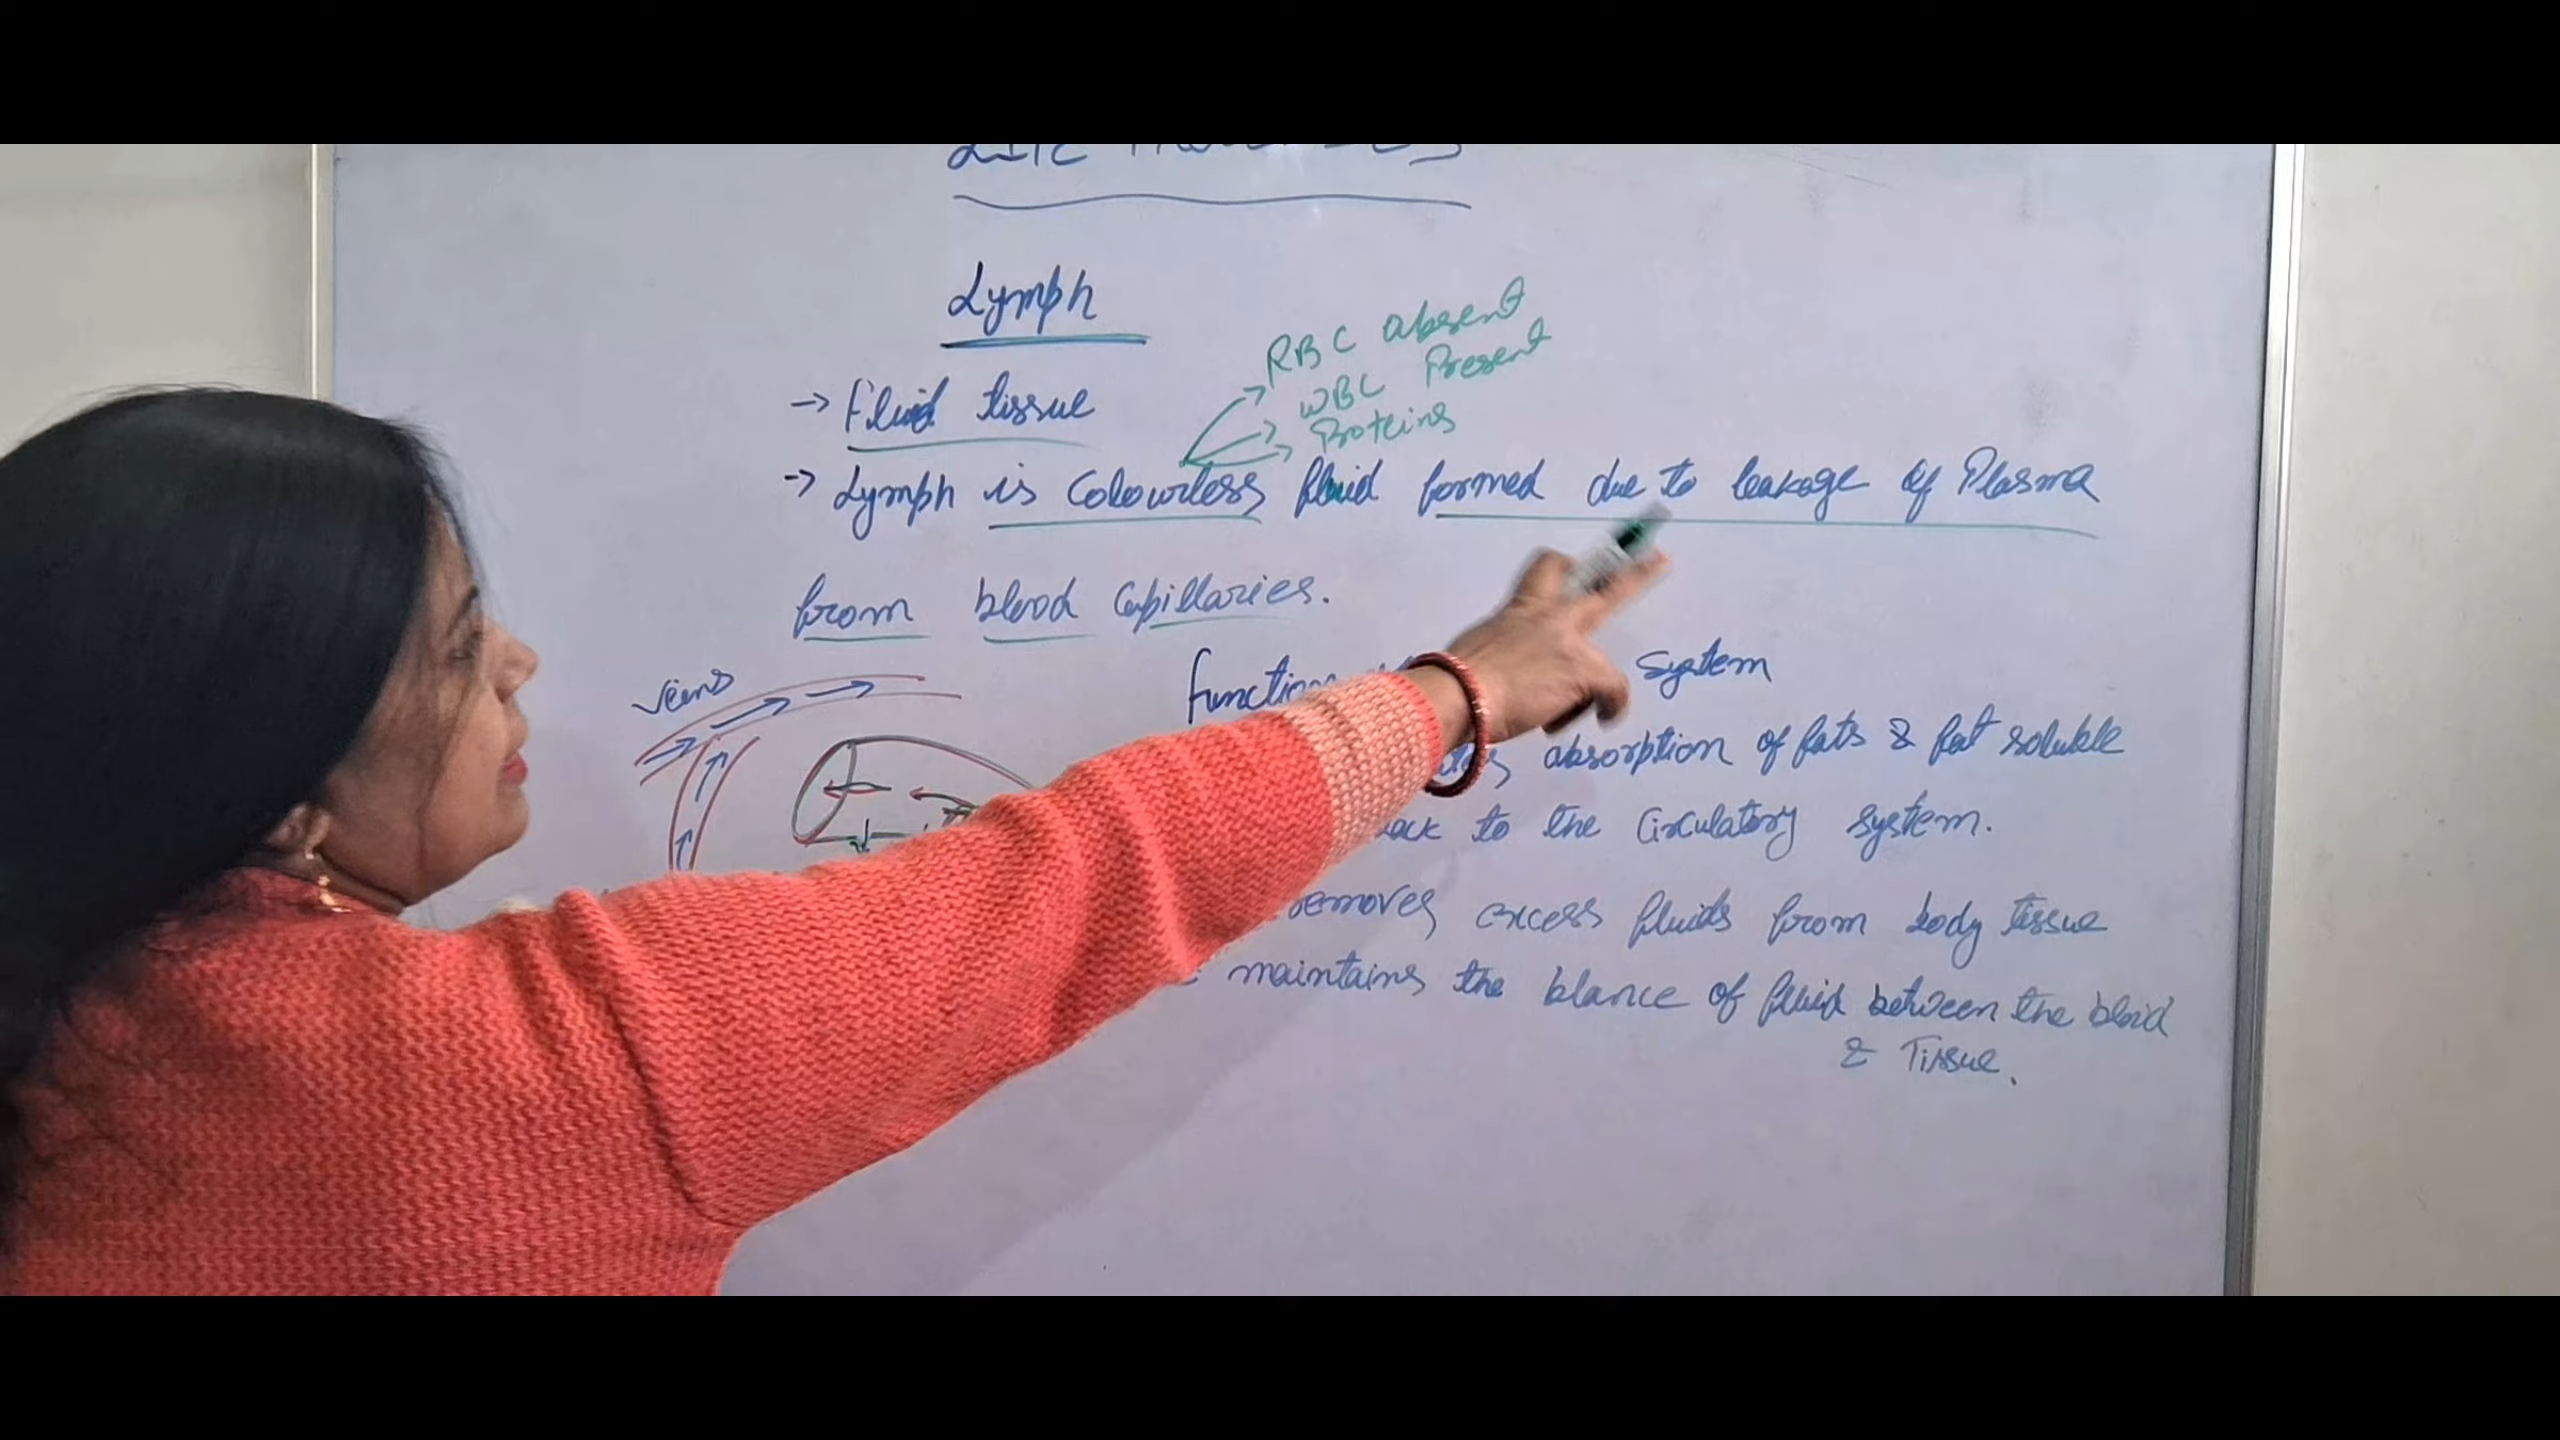 Lymph
RBC absent
WBC Present
Proteins
→ Fluid tissue
→ Lymph is Colourless fluid formed due to leakage of Plasma
from blood Capillaries.
Veins
System
absorption of fats & fat soluble
to the Circulatory system.
removes excess fluids from body tissue
maintains the blance of fluid between the blood
& Tissue.